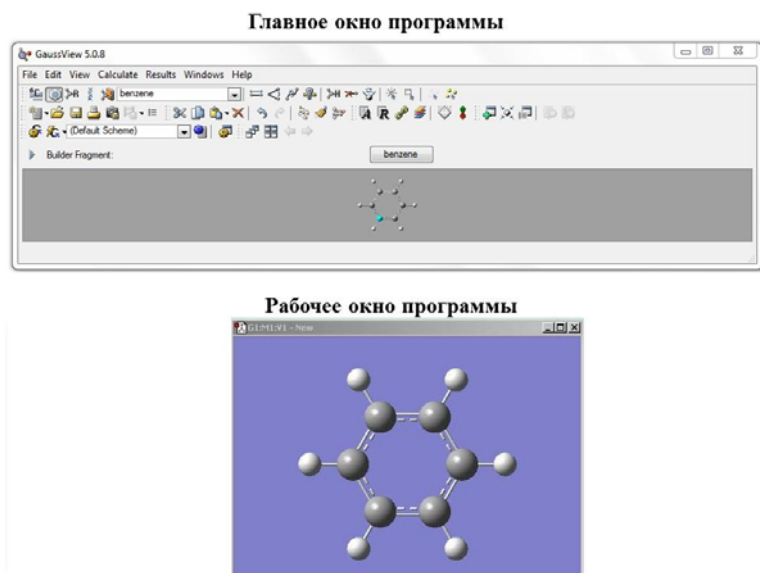 Главное окно программы
GaussView 5.0.8
File Edit View Calculate Results Windows Help
benzene
(Default Scheme)
Builder Fragment:
benzene
Рабочее окно программы
G1:M1:V1 - New